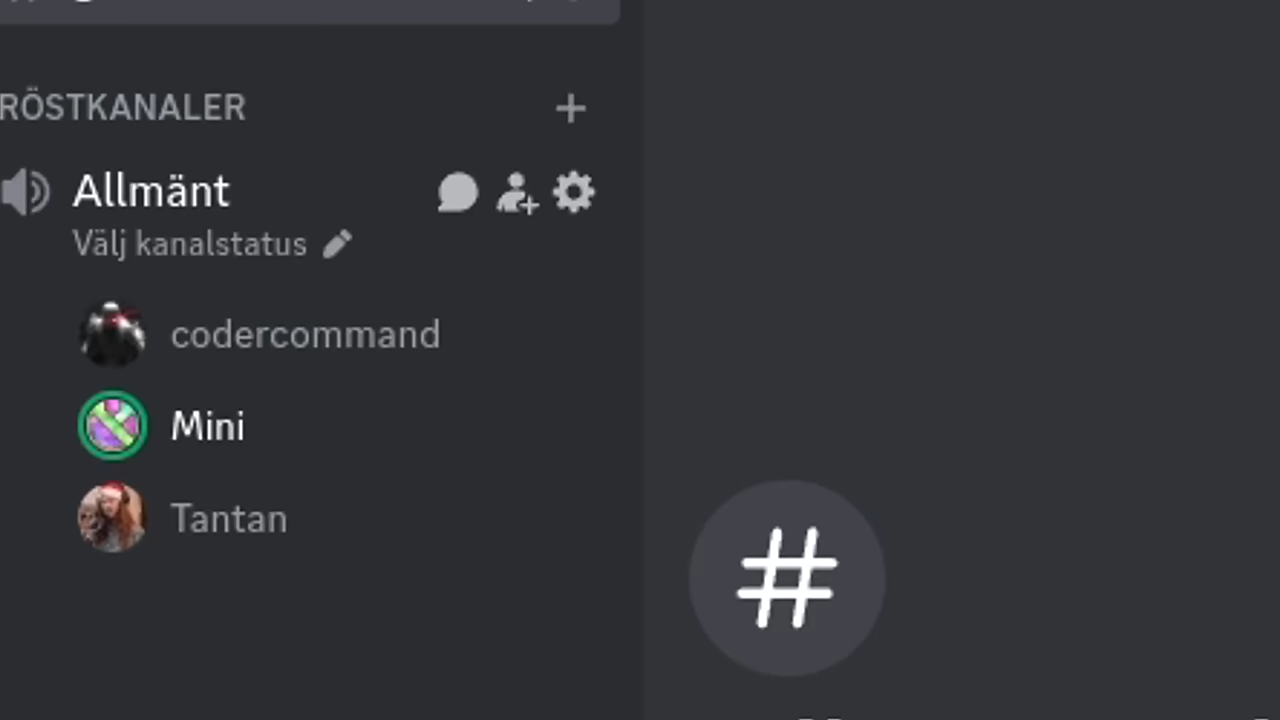 RÖSTKANALER
Allmänt
Välj kanalstatus
codercommand
Mini
Tantan
#